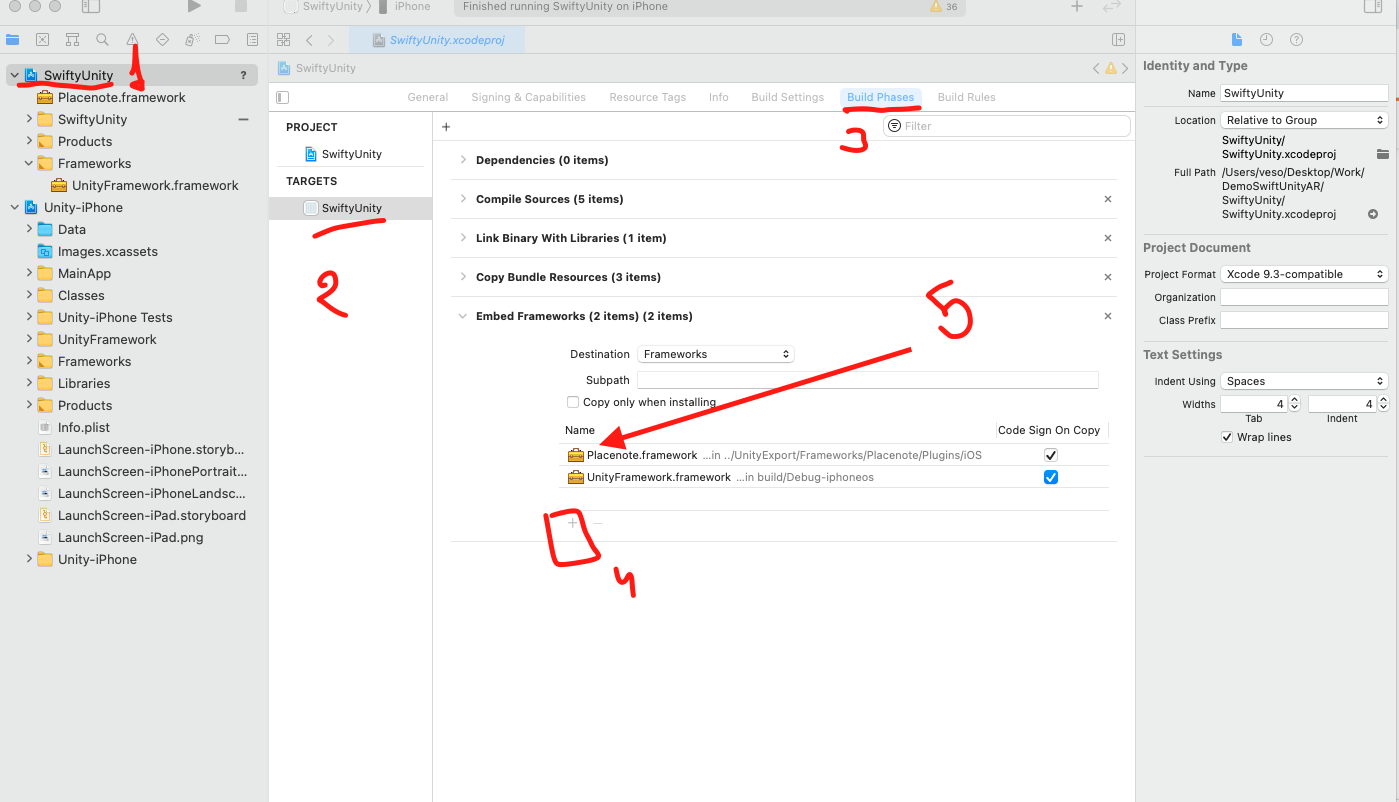 SwiftyUnity
iPhone
Finished running SwiftyUnity on iPhone
36
SwiftyUnity.xcodeproj
SwiftyUnity
?
Placenote.framework
SwiftyUnity
Products
Frameworks
UnityFramework.framework
Unity-iPhone
Data
Images.xcassets
MainApp
Classes
Unity-iPhone Tests
UnityFramework
Frameworks
Libraries
Products
Info.plist
LaunchScreen-iPhone.storyb...
LaunchScreen-iPhonePortrait...
LaunchScreen-iPhoneLandsc...
LaunchScreen-iPad.storyboard
LaunchScreen-iPad.png
Unity-iPhone
1
SwiftyUnity
General Signing & Capabilities Resource Tags Info Build Settings Build Phases Build Rules
3
Filter
PROJECT
SwiftyUnity
TARGETS
SwiftyUnity
2
Dependencies (0 items)
Compile Sources (5 items)
Link Binary With Libraries (1 item)
Copy Bundle Resources (3 items)
Embed Frameworks (2 items) (2 items)
5
Destination Frameworks
Subpath
Copy only when installing
Name Code Sign On Copy
Placenote.framework ...in ../UnityExport/Frameworks/Placenote/Plugins/iOS
UnityFramework.framework ...in build/Debug-iphoneos
4
Identity and Type
Name SwiftyUnity
Location Relative to Group
SwiftyUnity/
SwiftyUnity.xcodeproj
Full Path /Users/veso/Desktop/Work/
DemoSwiftUnityAR/
SwiftyUnity/
SwiftyUnity.xcodeproj
Project Document
Project Format Xcode 9.3-compatible
Organization
Class Prefix
Text Settings
Indent Using Spaces
Widths 4 4
Tab Indent
Wrap lines